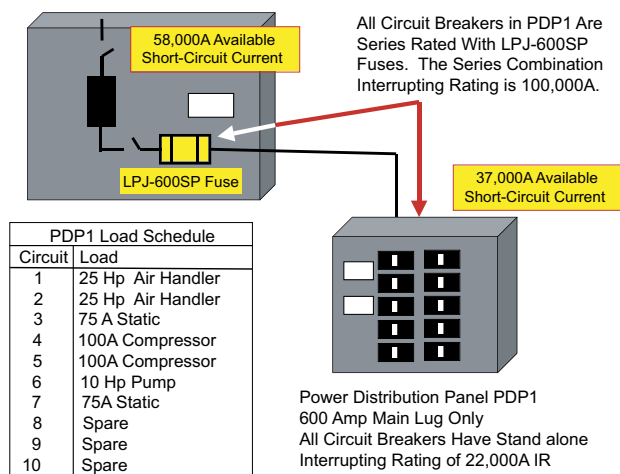 58,000A Available
Short-Circuit Current
All Circuit Breakers in PDP1 Are
Series Rated With LPJ-600SP
Fuses.  The Series Combination
Interrupting Rating is 100,000A.
LPJ-600SP Fuse
37,000A Available
Short-Circuit Current
PDP1 Load Schedule
Circuit Load
1 25 Hp Air Handler
2 25 Hp Air Handler
3 75 A Static
4 100A Compressor
5 100A Compressor
6 10 Hp Pump
7 75A Static
8 Spare
9 Spare
10 Spare
Power Distribution Panel PDP1
600 Amp Main Lug Only
All Circuit Breakers Have Stand alone
Interrupting Rating of 22,000A IR